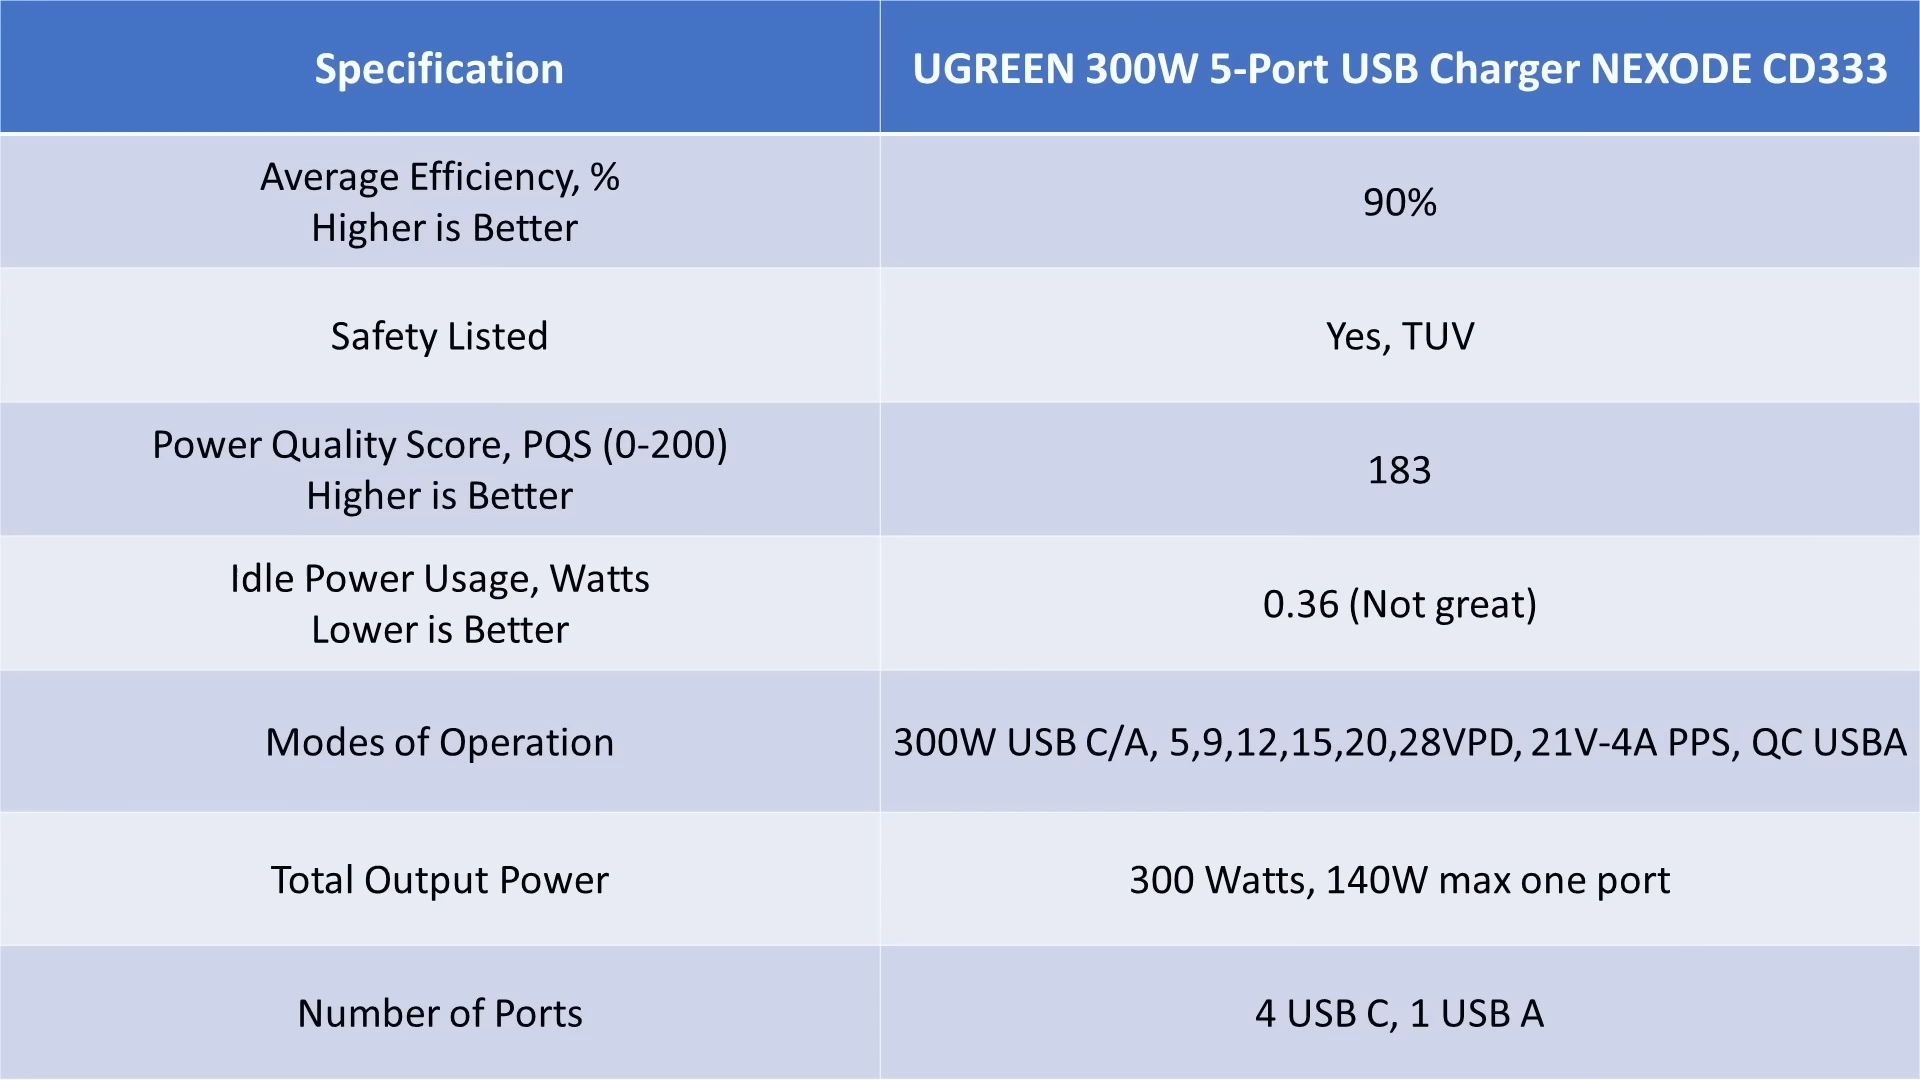 Specification
UGREEN 300W 5-Port USB Charger NEXODE CD333
Average Efficiency, %
Higher is Better
90%
Safety Listed
Yes, TUV
Power Quality Score, PQS (0-200)
Higher is Better
183
Idle Power Usage, Watts
Lower is Better
0.36 (Not great)
Modes of Operation
300W USB C/A, 5,9,12,15,20,28VPD, 21V-4A PPS, QC USBA
Total Output Power
300 Watts, 140W max one port
Number of Ports
4 USB C, 1 USB A